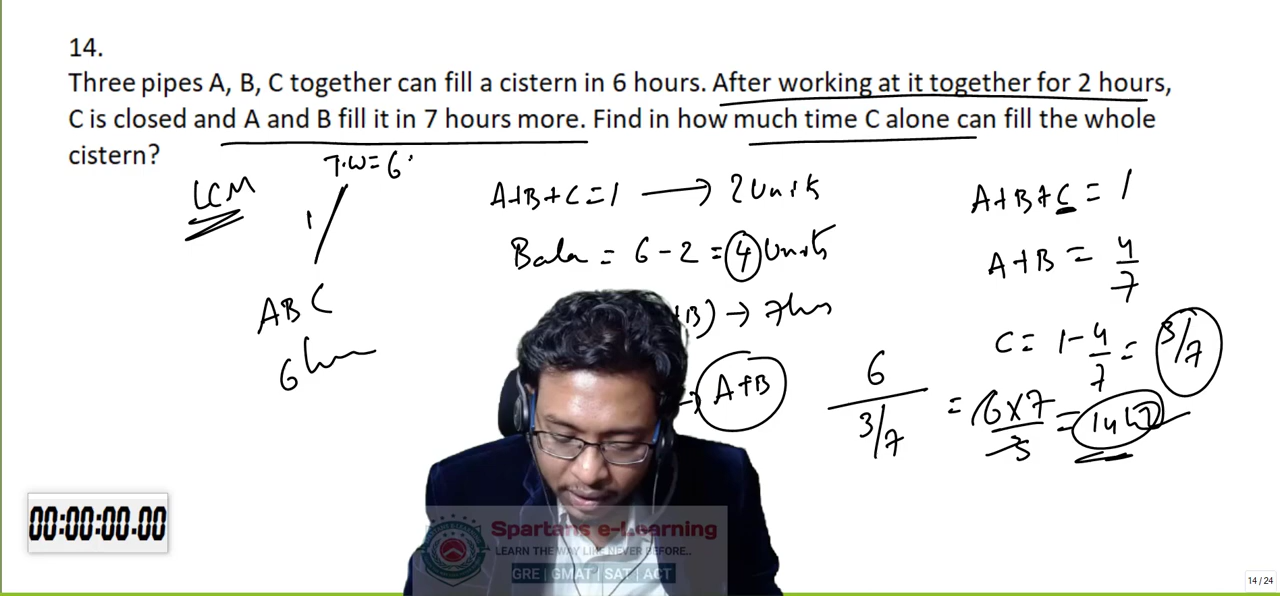 14.
Three pipes A, B, C together can fill a cistern in 6 hours. After working at it together for 2 hours,
C is closed and A and B fill it in 7 hours more. Find in how much time C alone can fill the whole
cistern?
LCM
T.W = 6
1
ABC
6
A+B+C = 1 → 2 Units
Bala = 6 - 2 = 4 Units
B) → 7hrs
→ A+B
A+B+C = 1
A+B = 4/7
C = 1 - 4/7 = 3/7
6 / 3/7 = 6×7/3 = 14
00:00:00.00
Spartans e-Learning
LEARN THE WAY LIKE NEVER BEFORE..
GRE | GMAT | SAT | ACT
14 / 24